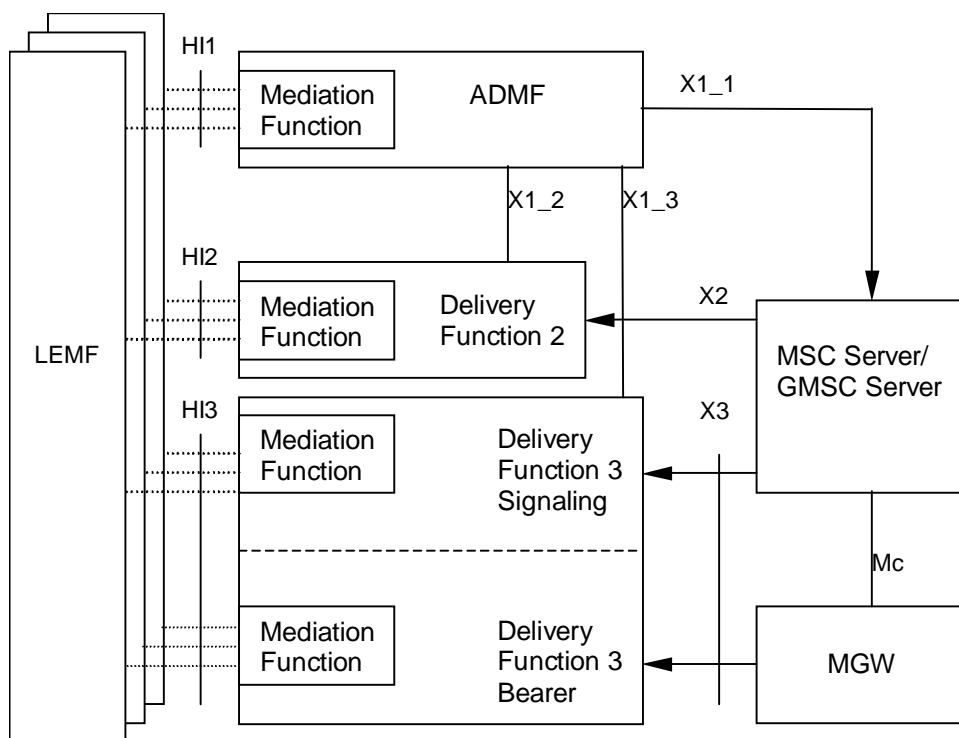 HI1
Mediation
Function
ADMF
X1_1
X1_2
X1_3
HI2
Mediation
Function
Delivery
Function 2
X2
LEMF
MSC Server/
GMSC Server
HI3
Mediation
Function
Delivery
Function 3
Signaling
X3
Mc
Mediation
Function
Delivery
Function 3
Bearer
MGW